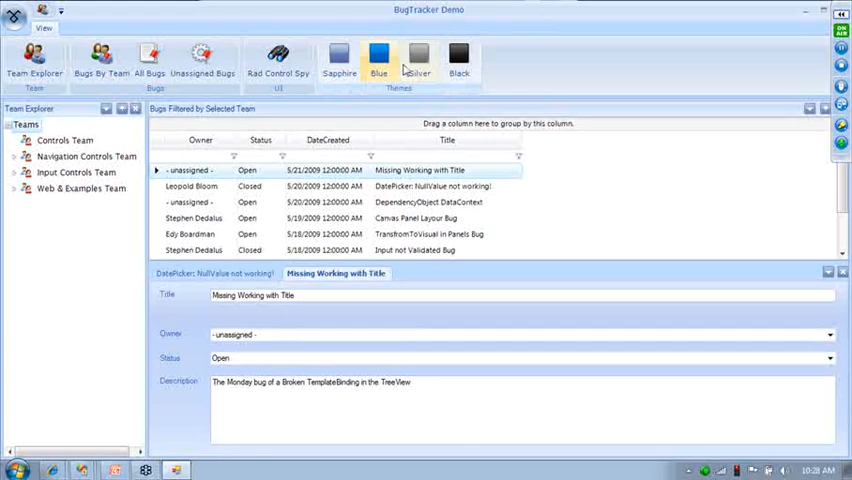 BugTracker Demo
View
ON AIR
Team Explorer
Bugs By Team
All Bugs
Unassigned Bugs
Rad Control Spy
Sapphire
Blue
Silver
Black
Team
Bugs
UI
Themes
Team Explorer
Bugs Filtered by Selected Team
Teams
Controls Team
Navigation Controls Team
Input Controls Team
Web & Examples Team
Drag a column here to group by this column.
Owner Status DateCreated Title
- unassigned - Open 5/21/2009 12:00:00 AM Missing Working with Title
Leopold Bloom Closed 5/20/2009 12:00:00 AM DatePicker: NullValue not working!
- unassigned - Open 5/20/2009 12:00:00 AM DependencyObject DataContext
Stephen Dedalus Open 5/19/2009 12:00:00 AM Canvas Panel Layour Bug
Edy Boardman Open 5/18/2009 12:00:00 AM TransfromToVisual in Panels Bug
Stephen Dedalus Closed 5/18/2009 12:00:00 AM Input not Validated Bug
DatePicker: NullValue not working!
Missing Working with Title
Title Missing Working with Title
Owner - unassigned -
Status Open
Description The Monday bug of a Broken TemplateBinding in the TreeView
10:28 AM